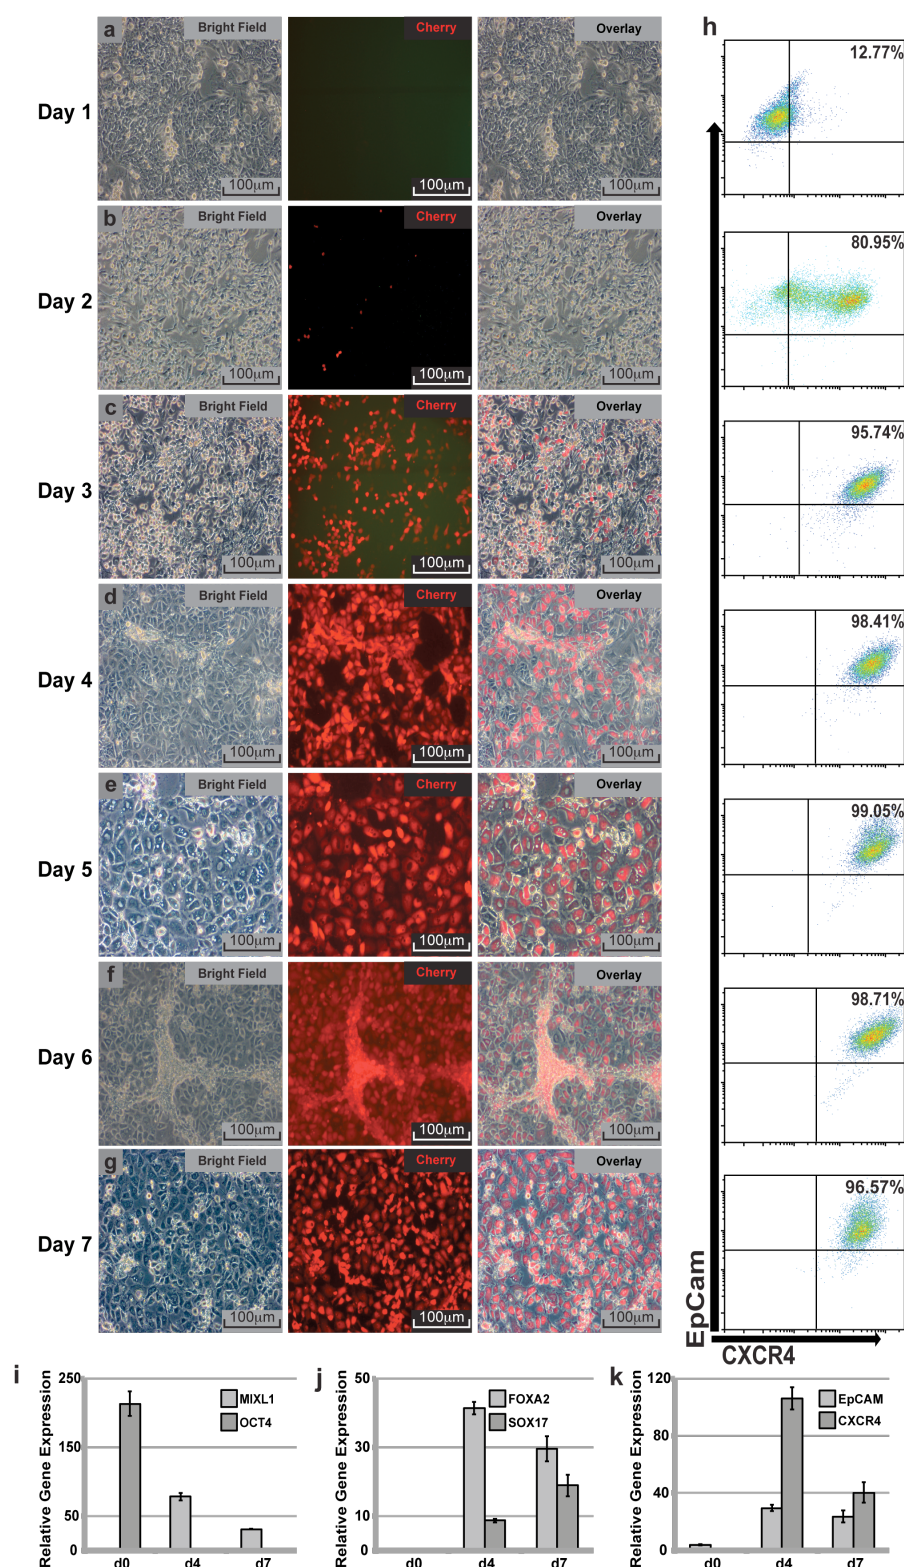 a Bright Field Cherry Overlay
Day 1
100µm 100µm 100µm
b Bright Field Cherry Overlay
Day 2
100µm 100µm 100µm
c Bright Field Cherry Overlay
Day 3
100µm 100µm 100µm
d Bright Field Cherry Overlay
Day 4
100µm 100µm 100µm
e Bright Field Cherry Overlay
Day 5
100µm 100µm 100µm
f Bright Field Cherry Overlay
Day 6
100µm 100µm 100µm
g Bright Field Cherry Overlay
Day 7
100µm 100µm 100µm
h
12.77%
80.95%
95.74%
98.41%
99.05%
98.71%
96.57%
EpCam
CXCR4
i
Relative Gene Expression
250
150
50
0
MIXL1
OCT4
d0 d4 d7
j
Relative Gene Expression
50
30
10
0
FOXA2
SOX17
d0 d4 d7
k
Relative Gene Expression
120
80
40
0
EpCAM
CXCR4
d0 d4 d7